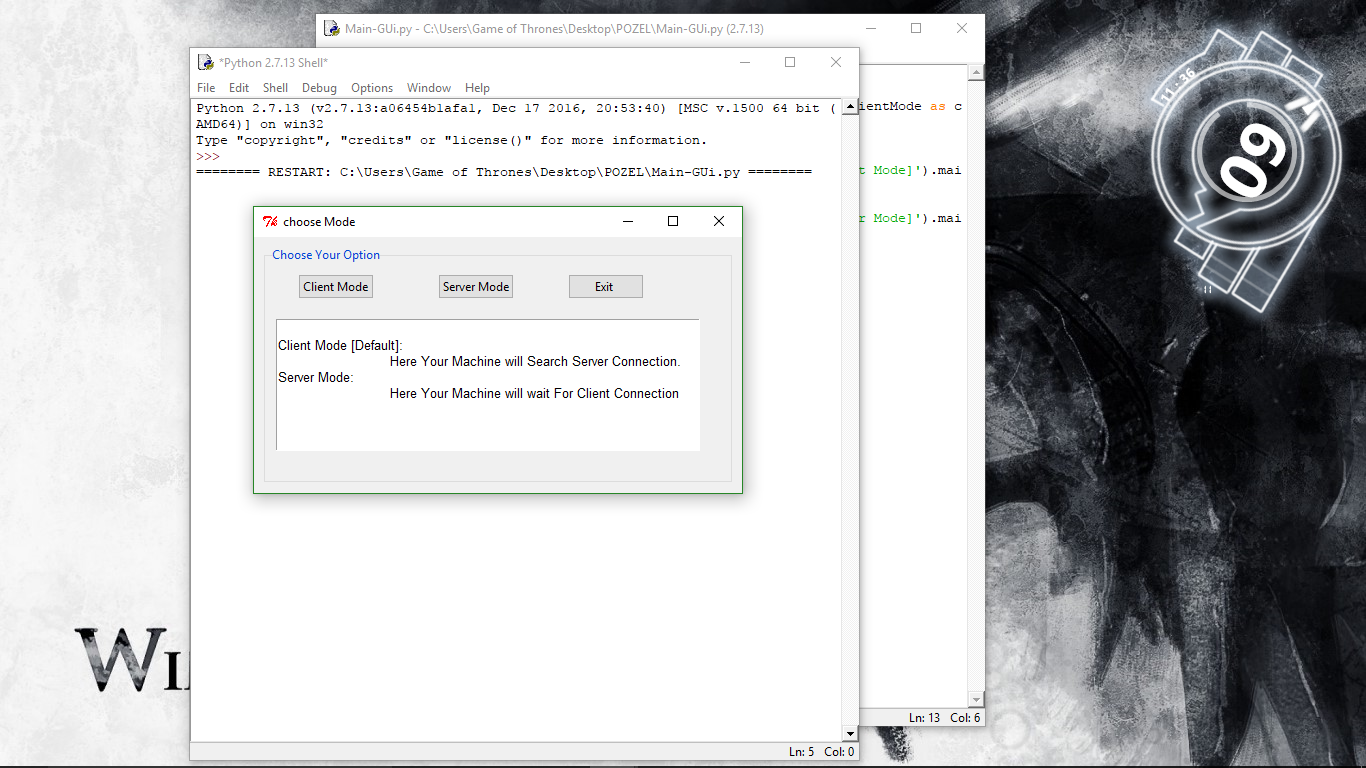 Main-GUi.py - C:\Users\Game of Thrones\Desktop\POZEL\Main-GUi.py (2.7.13)
*Python 2.7.13 Shell*
File Edit Shell Debug Options Window Help
Python 2.7.13 (v2.7.13:a06454b1afa1, Dec 17 2016, 20:53:40) [MSC v.1500 64 bit (
AMD64)] on win32
Type "copyright", "credits" or "license()" for more information.
>>>
======== RESTART: C:\Users\Game of Thrones\Desktop\POZEL\Main-GUi.py ========
ientMode as c
t Mode]').mai
r Mode]').mai
choose Mode
Choose Your Option
Client Mode Server Mode Exit
Client Mode [Default]:
Here Your Machine will Search Server Connection.
Server Mode:
Here Your Machine will wait For Client Connection
Ln: 13 Col: 6
Ln: 5 Col: 0
11:36
09